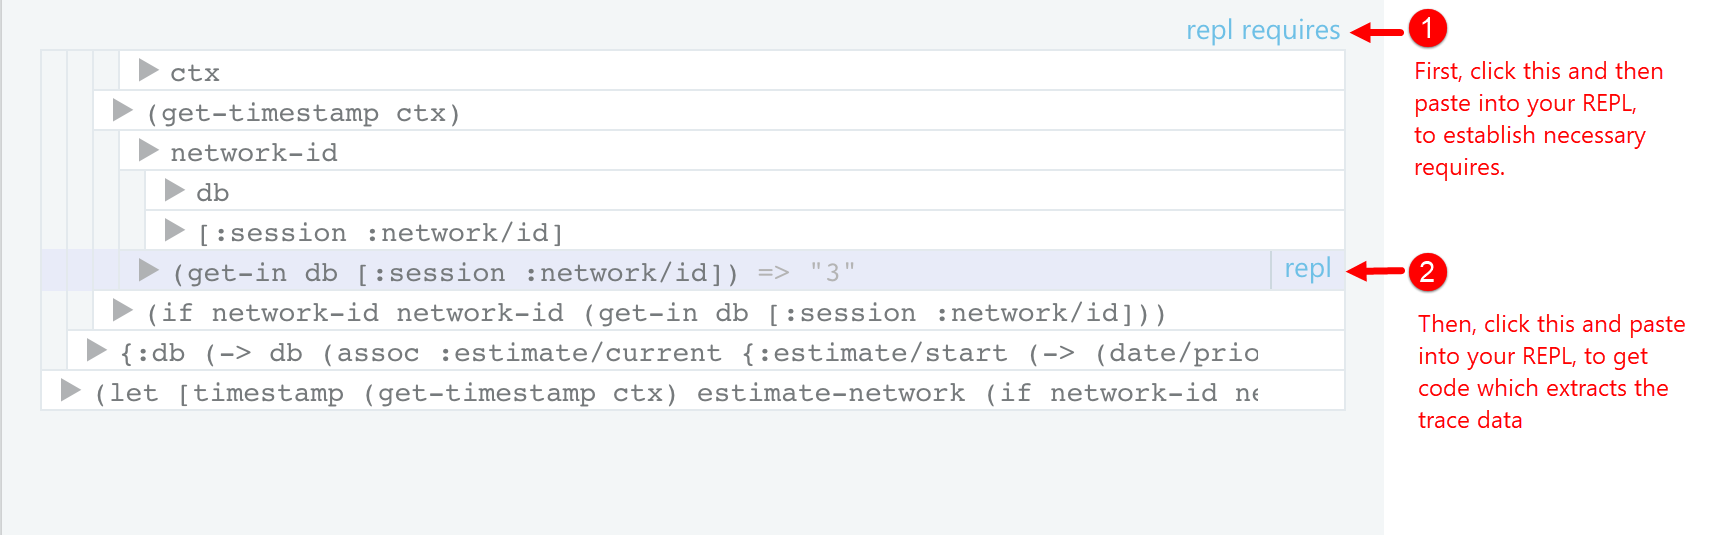 repl requires
1
First, click this and then
paste into your REPL,
to establish necessary
requires.
ctx
(get-timestamp ctx)
network-id
db
[:session :network/id]
(get-in db [:session :network/id]) => "3"
repl
2
(if network-id network-id (get-in db [:session :network/id]))
{:db (-> db (assoc :estimate/current {:estimate/start (-> (date/prio
(let [timestamp (get-timestamp ctx) estimate-network (if network-id ne
Then, click this and paste
into your REPL, to get
code which extracts the
trace data